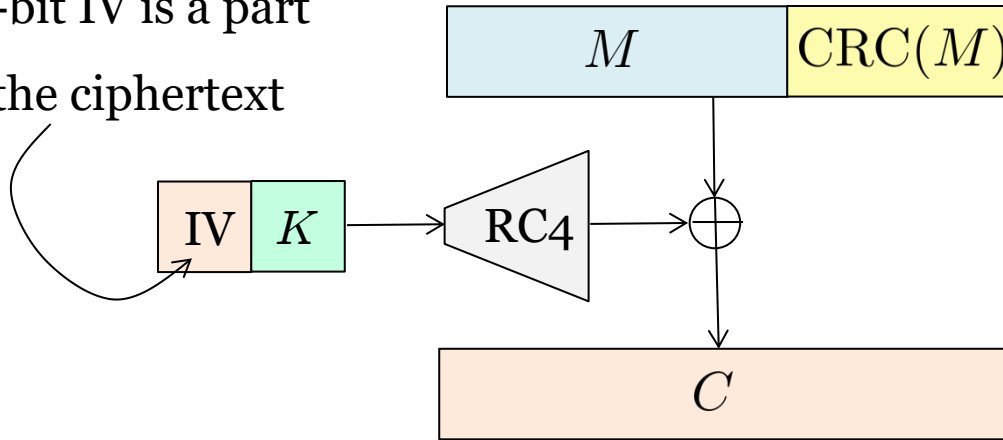 -bit IV is a part
the ciphertext
M CRC(M)
IV K RC4
C